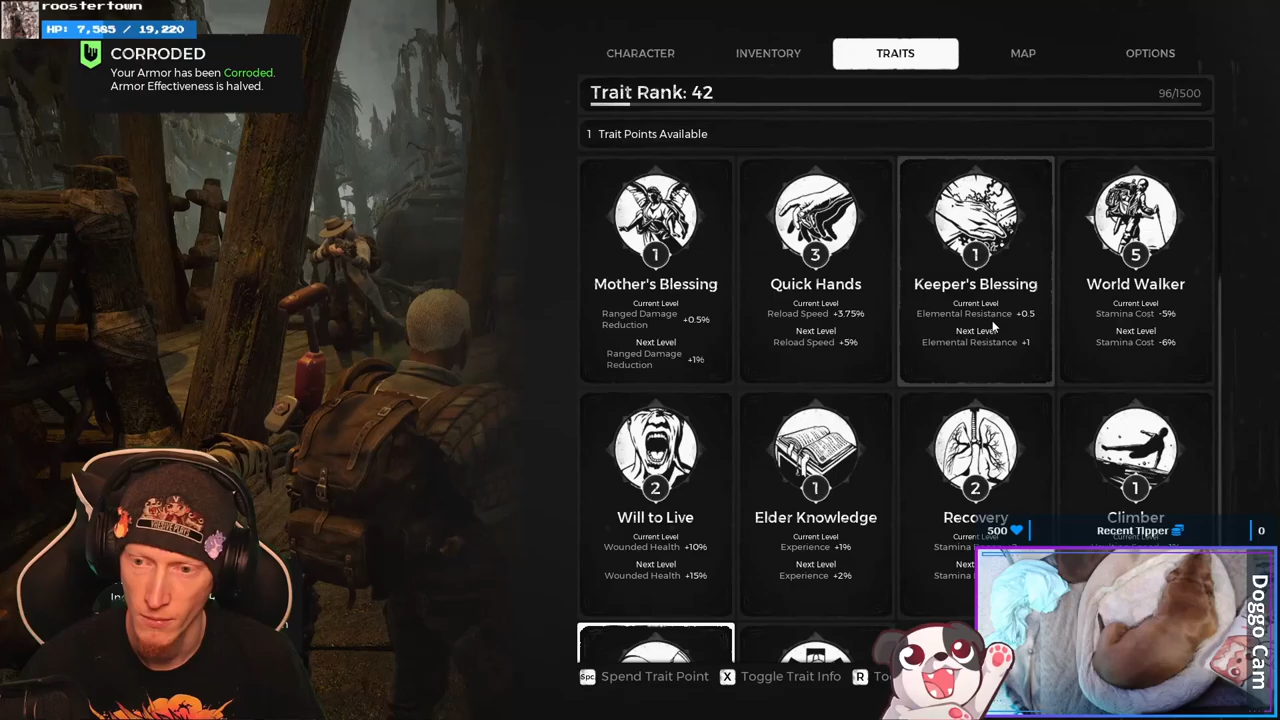 roostertown
HP: 7,585 / 19,220
CORRODED
Your Armor has been Corroded.
Armor Effectiveness is halved.
CHARACTER
INVENTORY
TRAITS
MAP
OPTIONS
Trait Rank: 42
96/1500
1 Trait Points Available
1
Mother's Blessing
Current Level
Ranged Damage
Reduction
+0.5%
Next Level
Ranged Damage
Reduction
+1%
3
Quick Hands
Current Level
Reload Speed +3.75%
Next Level
Reload Speed +5%
1
Keeper's Blessing
Current Level
Elemental Resistance +0.5
Next Level
Elemental Resistance +1
5
World Walker
Current Level
Stamina Cost -5%
Next Level
Stamina Cost -6%
2
Will to Live
Current Level
Wounded Health +10%
Next Level
Wounded Health +15%
1
Elder Knowledge
Current Level
Experience +1%
Next Level
Experience +2%
2
Recovery
1
Climber
500
Recent Tipper
0
Doggo Cam
Spc. Spend Trait Point
X Toggle Trait Info
R